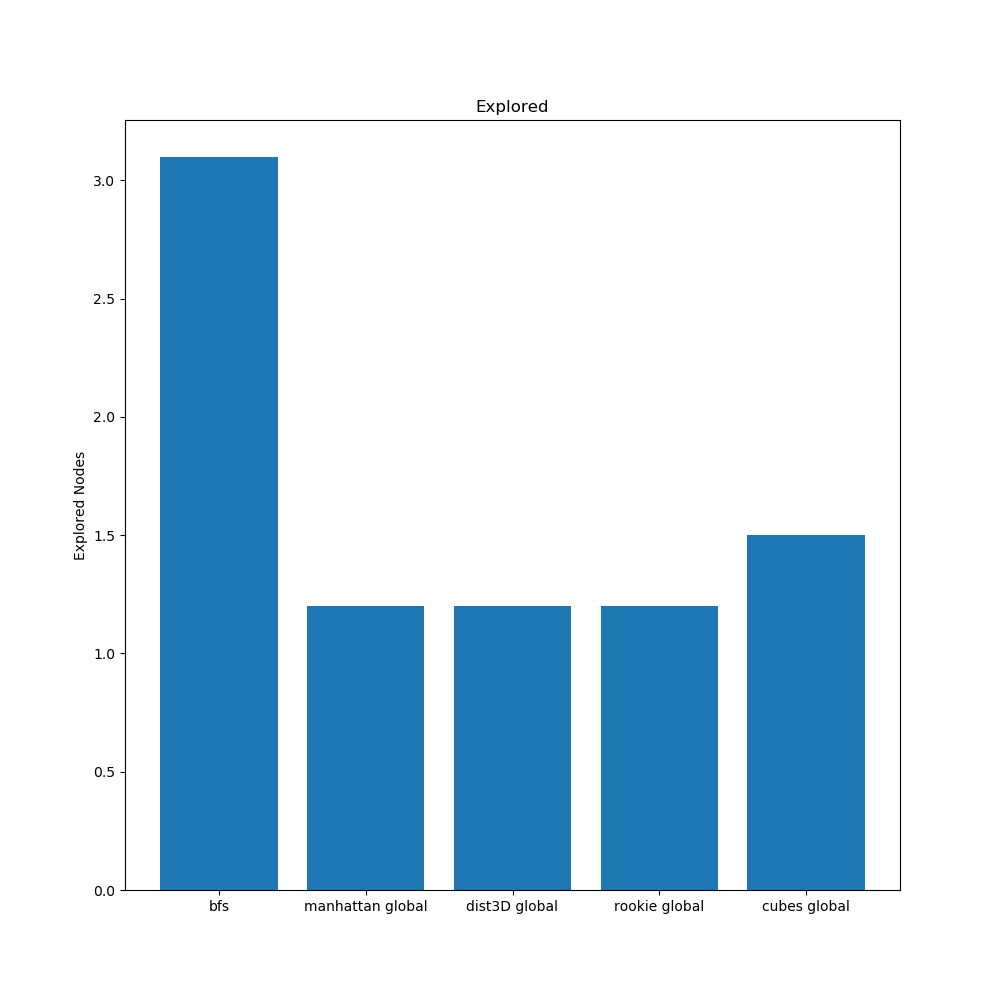 Explored
Explored Nodes
3.0
2.5
2.0
1.5
1.0
0.5
0.0
bfs
manhattan global
dist3D global
rookie global
cubes global